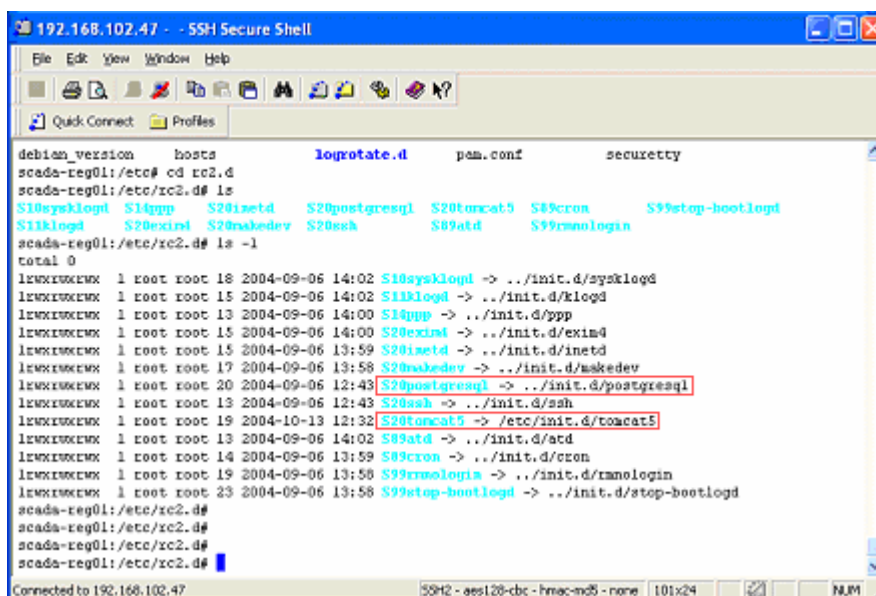 192.168.102.47 - - SSH Secure Shell
File Edit View Window Help
Quick Connect Profiles
debian_version hosts logrotate.d pam.conf securetty
scada-reg01:/etc# cd rc2.d
scada-reg01:/etc/rc2.d# ls
S10sysklogd S14ppp S20inetd S20postgresql S20tomcat5 S89cron S99stop-bootlogd
S11klogd S20exim4 S20makedev S20ssh S89atd S99rmnologin
scada-reg01:/etc/rc2.d# ls -l
total 0
lrwxrwxrwx 1 root root 18 2004-09-06 14:02 S10sysklogd -> ../init.d/sysklogd
lrwxrwxrwx 1 root root 15 2004-09-06 14:02 S11klogd -> ../init.d/klogd
lrwxrwxrwx 1 root root 13 2004-09-06 14:00 S14ppp -> ../init.d/ppp
lrwxrwxrwx 1 root root 15 2004-09-06 14:00 S20exim4 -> ../init.d/exim4
lrwxrwxrwx 1 root root 15 2004-09-06 13:59 S20inetd -> ../init.d/inetd
lrwxrwxrwx 1 root root 17 2004-09-06 13:58 S20makedev -> ../init.d/makedev
lrwxrwxrwx 1 root root 20 2004-09-06 12:43 S20postgresql -> ../init.d/postgresql
lrwxrwxrwx 1 root root 13 2004-09-06 12:43 S20ssh -> ../init.d/ssh
lrwxrwxrwx 1 root root 19 2004-10-13 12:32 S20tomcat5 -> /etc/init.d/tomcat5
lrwxrwxrwx 1 root root 13 2004-09-06 14:02 S89atd -> ../init.d/atd
lrwxrwxrwx 1 root root 14 2004-09-06 13:59 S89cron -> ../init.d/cron
lrwxrwxrwx 1 root root 19 2004-09-06 13:58 S99rmnologin -> ../init.d/rmnologin
lrwxrwxrwx 1 root root 23 2004-09-06 13:58 S99stop-bootlogd -> ../init.d/stop-bootlogd
scada-reg01:/etc/rc2.d#
scada-reg01:/etc/rc2.d#
scada-reg01:/etc/rc2.d#
scada-reg01:/etc/rc2.d#
Connected to 192.168.102.47 SSH2 - aes128-cbc - hmac-md5 - none 101x24 NUM